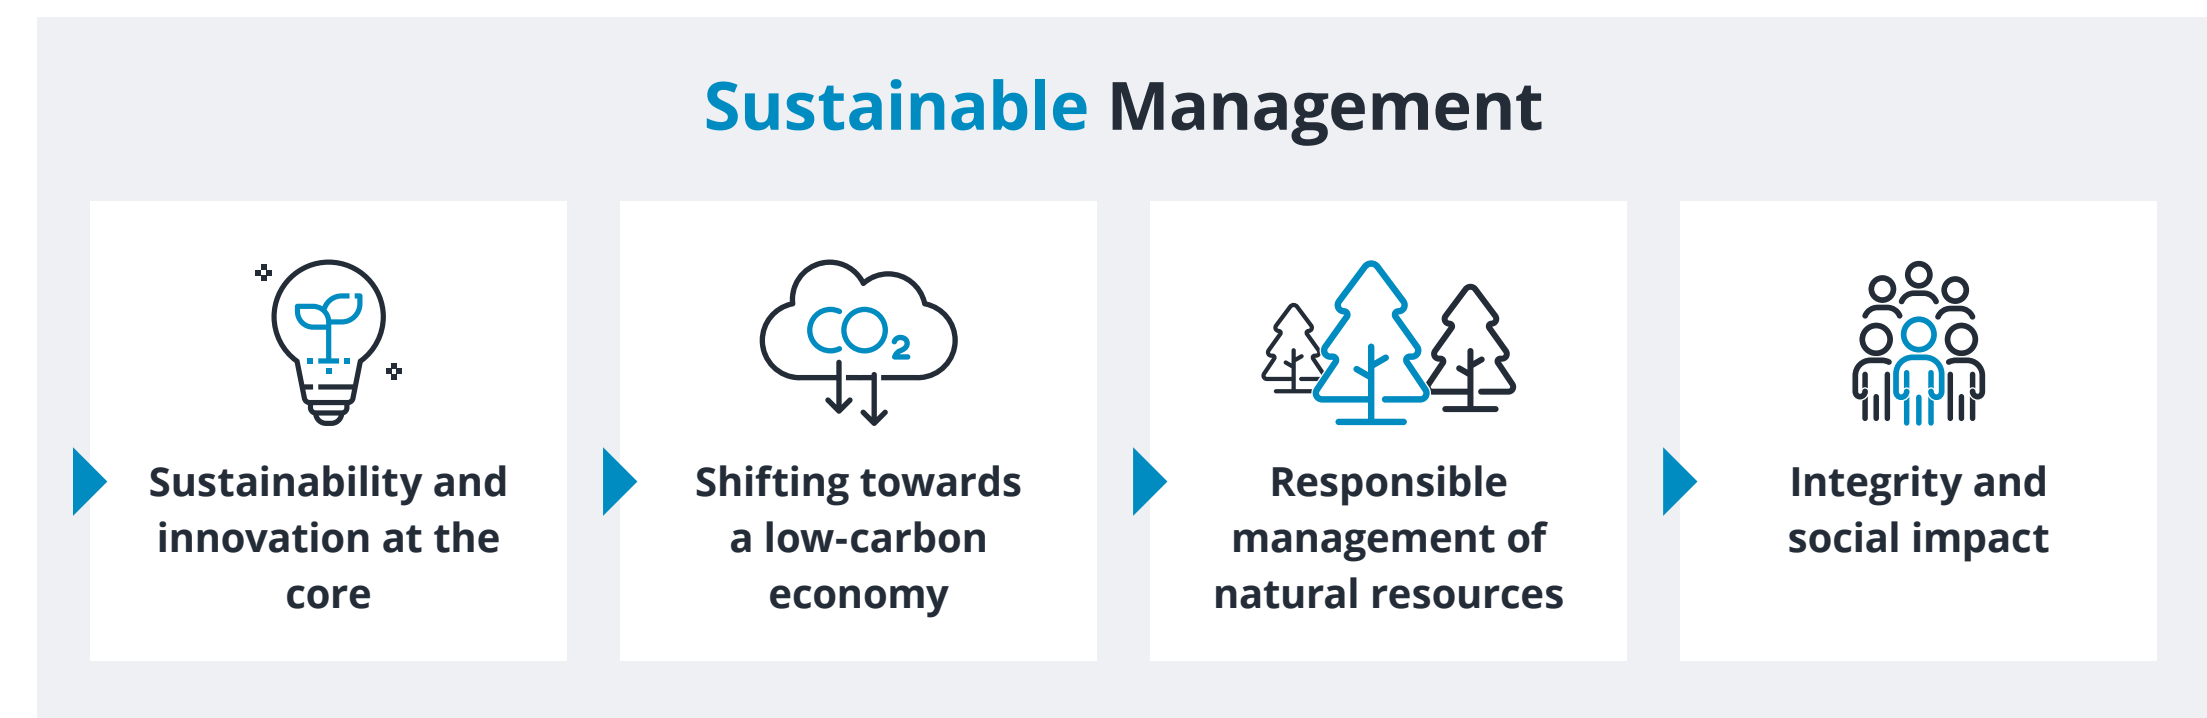 Sustainable Management
CO2
Sustainability and
innovation at the
core
Shifting towards
a low-carbon
economy
Responsible
management of
natural resources
Integrity and
social impact